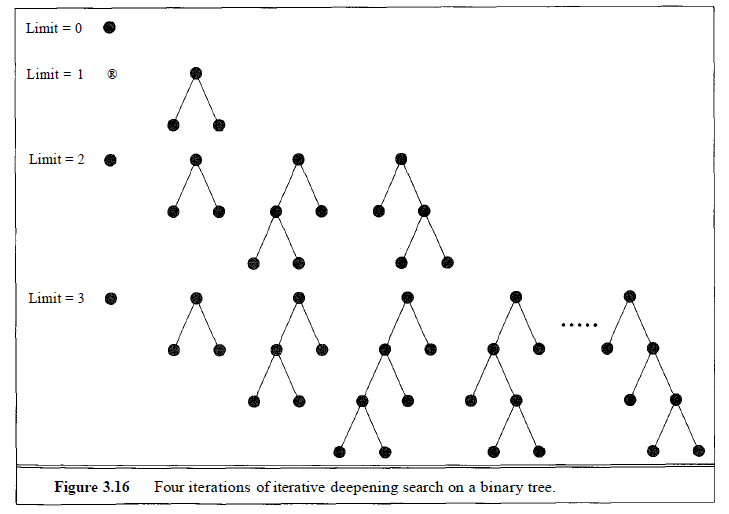 Limit = 0
Limit = 1 ®
Limit = 2
Limit = 3
.....
Figure 3.16 Four iterations of iterative deepening search on a binary tree.